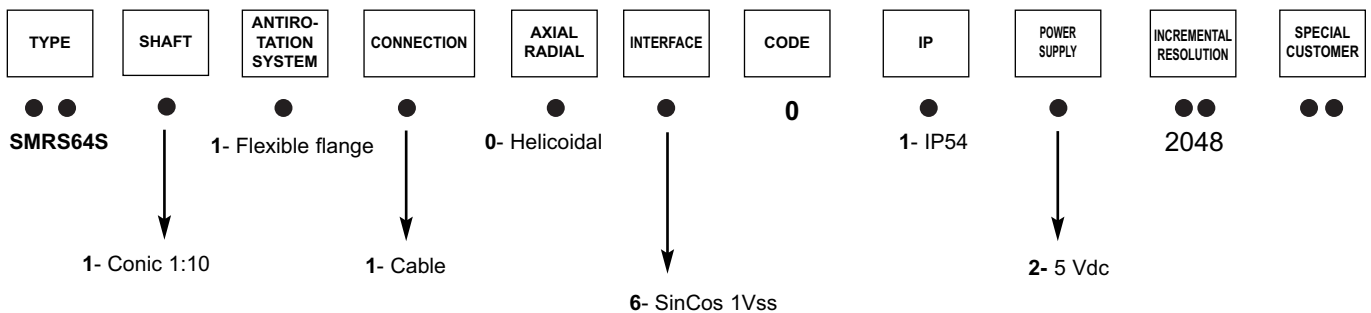 TYPE
SHAFT
ANTIRO-
TATION
SYSTEM
CONNECTION
AXIAL
RADIAL
INTERFACE
CODE
IP
POWER
SUPPLY
INCREMENTAL
RESOLUTION
SPECIAL
CUSTOMER
SMRS64S
1- Flexible flange
0- Helicoidal
0
1- IP54
2048
1- Conic 1:10
1- Cable
6- SinCos 1Vss
2- 5 Vdc